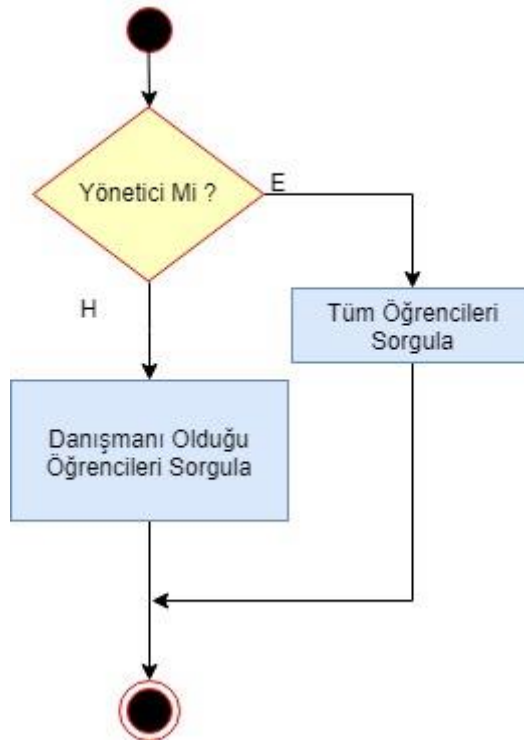 Yönetici Mi ?
E
H
Tüm Öğrencileri
Sorgula
Danışmanı Olduğu
Öğrencileri Sorgula